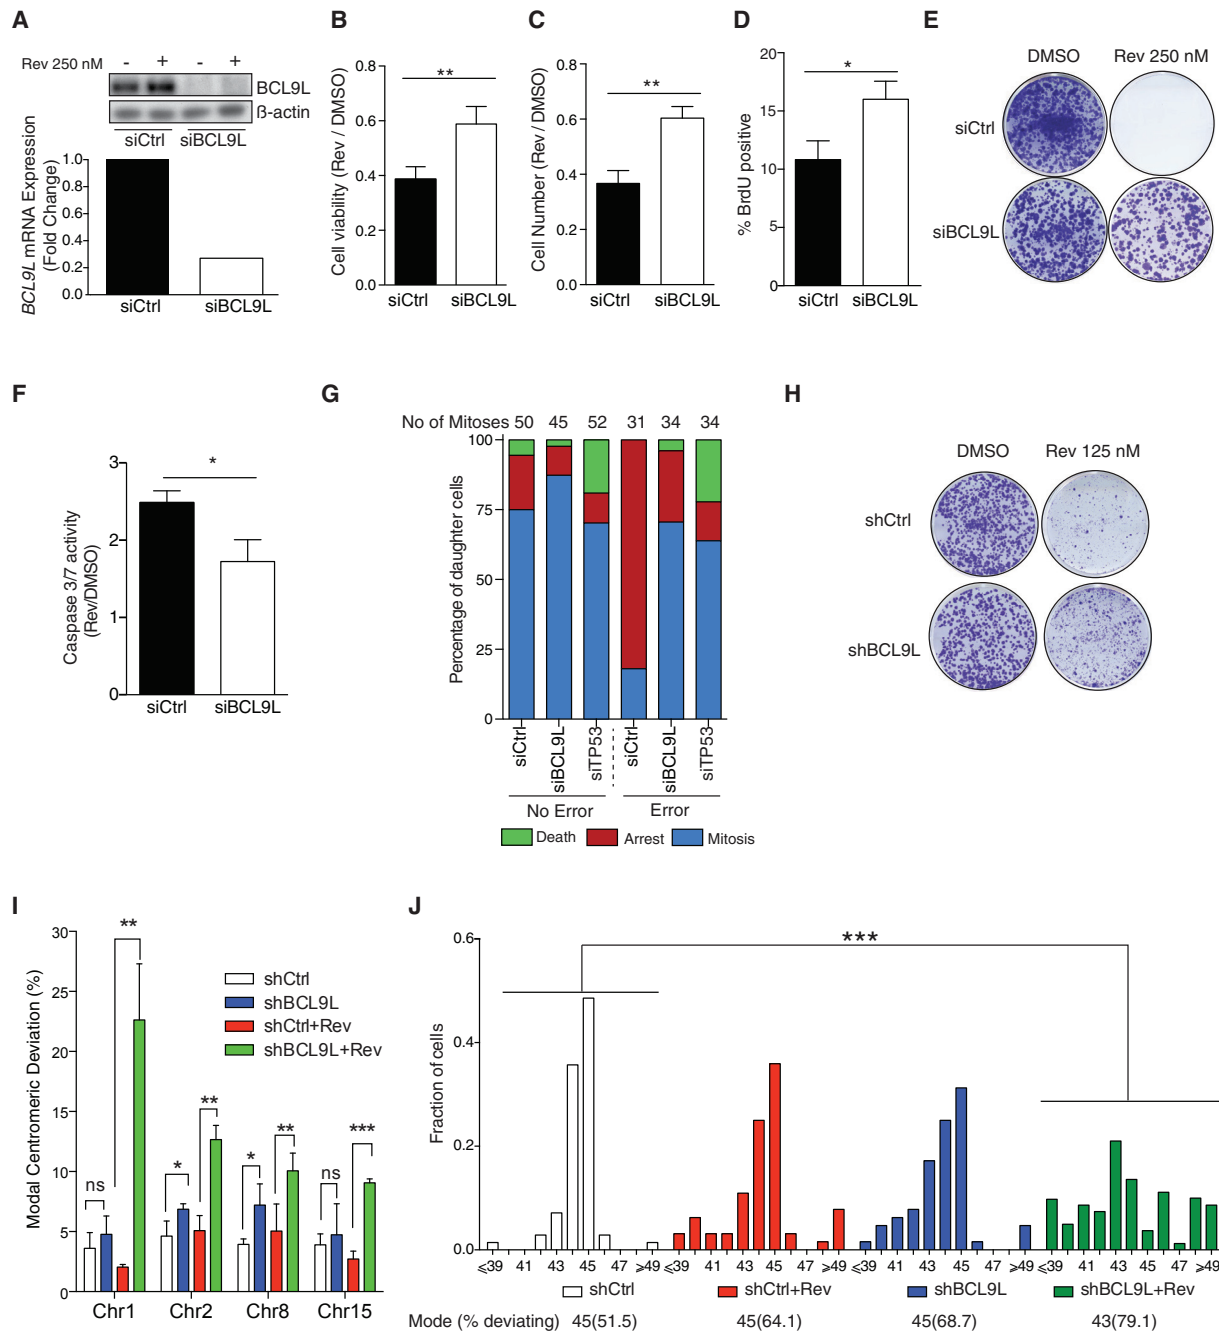 A
Rev 250 nM - + - +
BCL9L
ß-actin
siCtrl siBCL9L
BCL9L mRNA Expression
(Fold Change)
1.0
0.8
0.6
0.4
0.2
0.0
siCtrl siBCL9L
B
Cell viability (Rev / DMSO)
0.8
0.6
0.4
0.2
0.0
**
siCtrl siBCL9L
C
Cell Number (Rev / DMSO)
0.8
0.6
0.4
0.2
0.0
**
siCtrl siBCL9L
D
% BrdU positive
20
15
10
5
0
*
siCtrl siBCL9L
E
DMSO Rev 250 nM
siCtrl
siBCL9L
F
Caspase 3/7 activity
(Rev/DMSO)
3
2
1
0
*
siCtrl siBCL9L
G
No of Mitoses 50 45 52 31 34 34
Percentage of daughter cells
100
75
50
25
0
siCtrl
siBCL9L
siTP53
siCtrl
siBCL9L
siTP53
No Error Error
Death Arrest Mitosis
H
DMSO Rev 125 nM
shCtrl
shBCL9L
I
Modal Centromeric Deviation (%)
30
25
20
15
10
5
0
ns ** * ** * ** ns ***
shCtrl
shBCL9L
shCtrl+Rev
shBCL9L+Rev
Chr1 Chr2 Chr8 Chr15
J
Fraction of cells
0.6
0.4
0.2
0.0
***
⩽39 41 43 45 47 ⩾49 ⩽39 41 43 45 47 ⩾49 ⩽39 41 43 45 47 ⩾49 ⩽39 41 43 45 47 ⩾49
shCtrl shCtrl+Rev shBCL9L shBCL9L+Rev
Mode (% deviating) 45(51.5) 45(64.1) 45(68.7) 43(79.1)